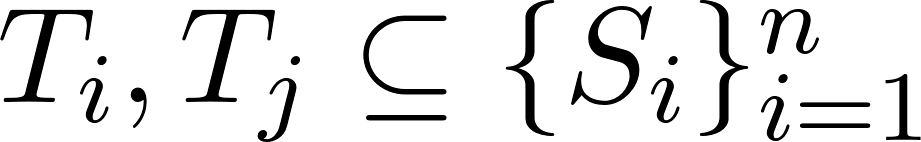 $T_i, T_j \subseteq \{S_i\}_{i=1}^n$